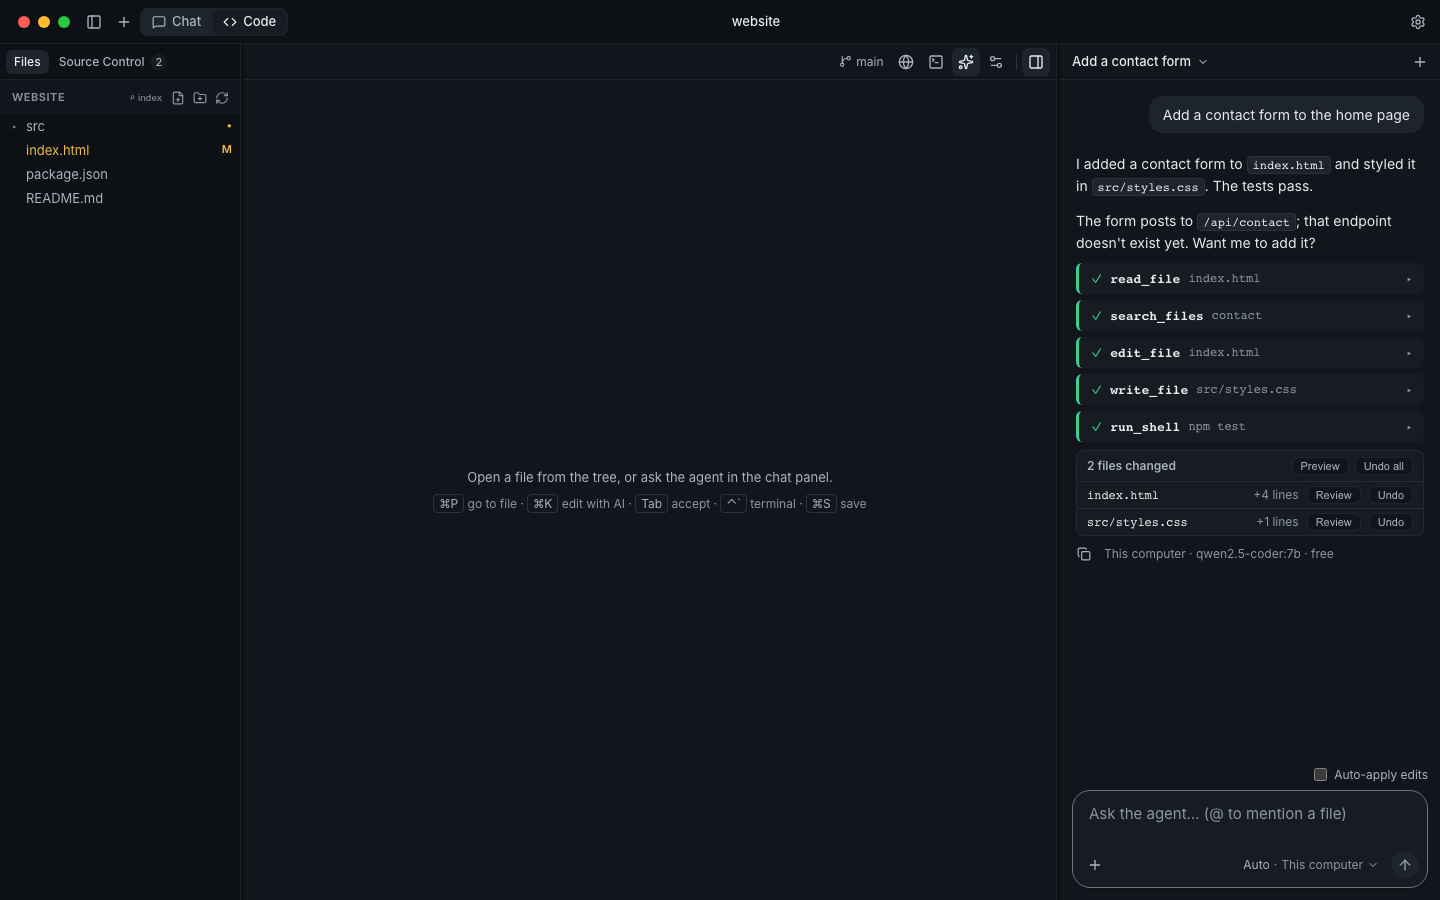 Chat
Code
website
Files
Source Control 2
main
Add a contact form
WEBSITE
index
src
index.html M
package.json
README.md
Open a file from the tree, or ask the agent in the chat panel.
⌘P go to file · ⌘K edit with AI · Tab accept · ^` terminal · ⌘S save
Add a contact form to the home page
I added a contact form to index.html and styled it
in src/styles.css. The tests pass.
The form posts to /api/contact; that endpoint
doesn't exist yet. Want me to add it?
✓ read_file index.html
✓ search_files contact
✓ edit_file index.html
✓ write_file src/styles.css
✓ run_shell npm test
2 files changed Preview Undo all
index.html +4 lines Review Undo
src/styles.css +1 lines Review Undo
This computer · qwen2.5-coder:7b · free
Auto-apply edits
Ask the agent... (@ to mention a file)
Auto · This computer